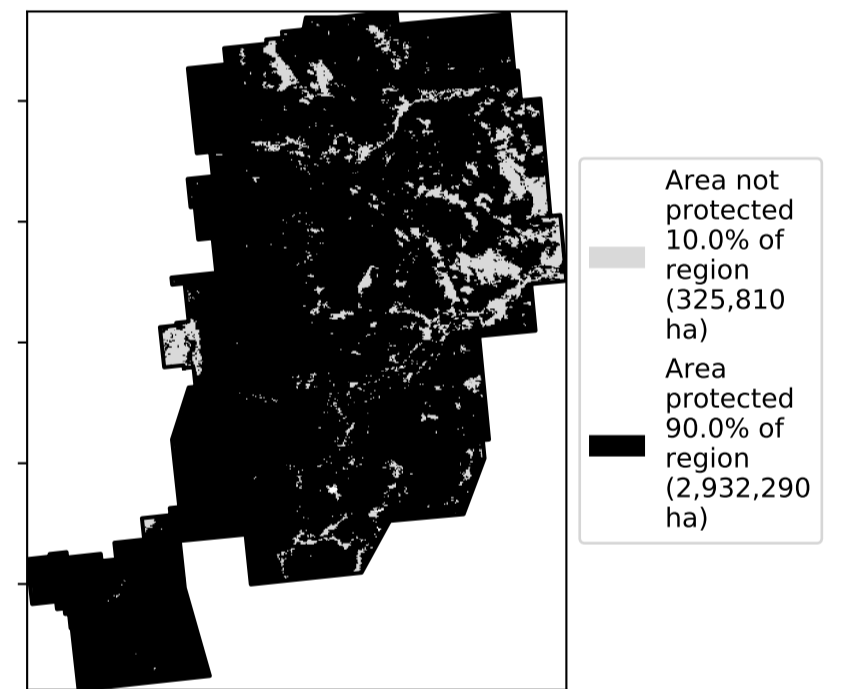 Area not
protected
10.0% of
region
(325,810
ha)
Area
protected
90.0% of
region
(2,932,290
ha)